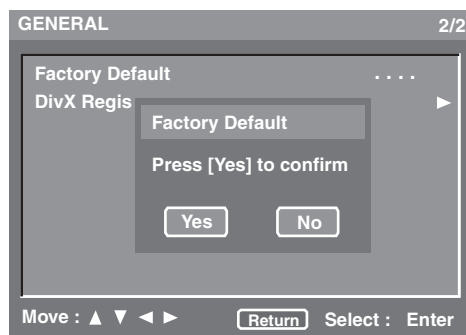 GENERAL 2/2
Factory Default ....
DivX Regis
Factory Default
Press [Yes] to confirm
Yes No
Move : ▲ ▼ ◄ ► Return Select : Enter